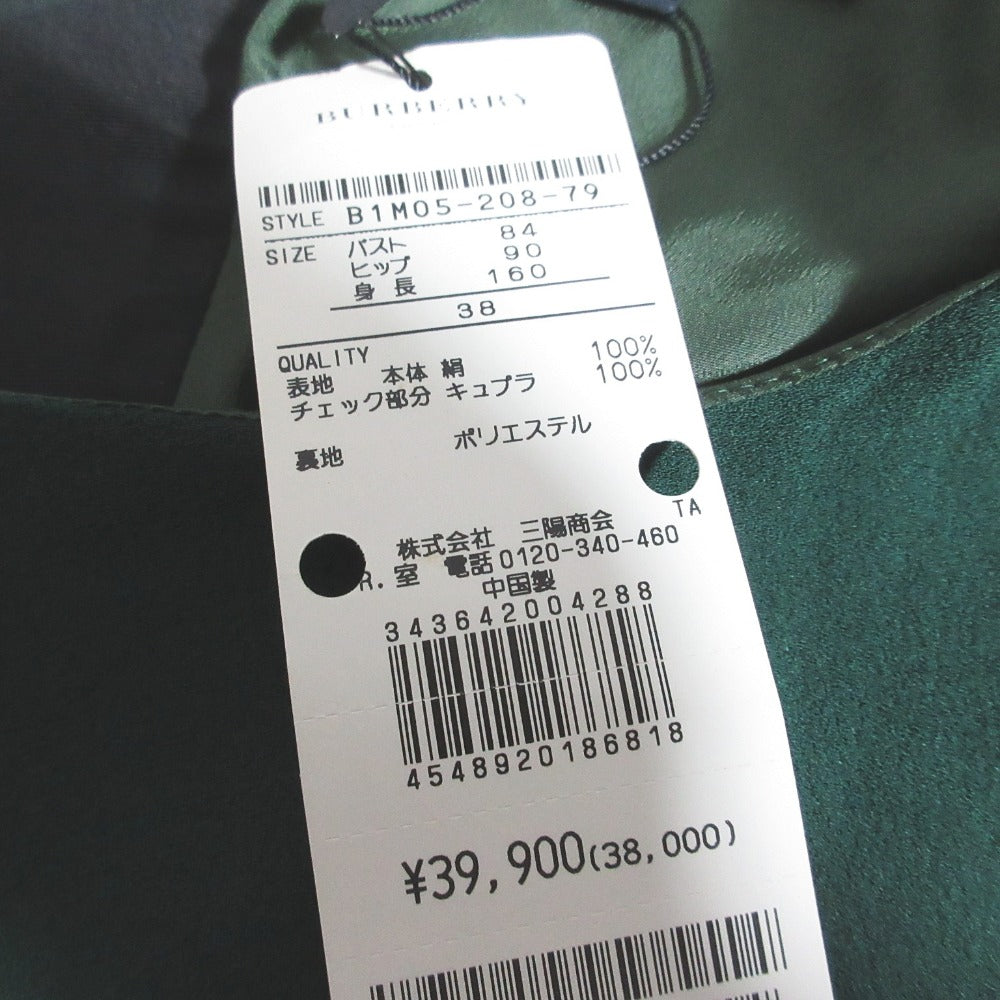 BURBERRY
STYLE B1M05-208-79
SIZE バスト 84
ヒップ 90
身長 160
38
QUALITY
表地 本体 絹 100%
チェック部分 キュプラ 100%
裏地 ポリエステル
TA
株式会社 三陽商会
R. 室 電話 0120-340-460
中国製
343642004288
4548920186818
¥39,900(38,000)